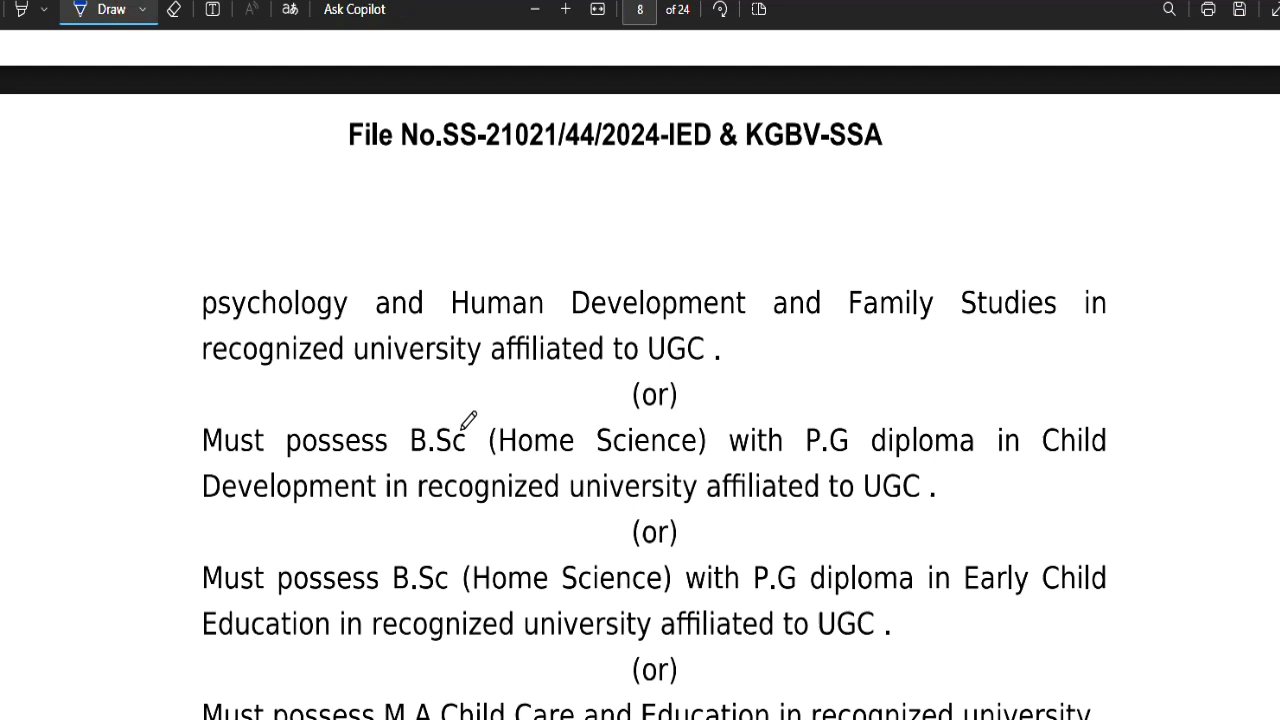 Draw
aあ
Ask Copilot
8 of 24
File No.SS-21021/44/2024-IED & KGBV-SSA
psychology and Human Development and Family Studies in
recognized university affiliated to UGC .
(or)
Must possess B.Sc (Home Science) with P.G diploma in Child
Development in recognized university affiliated to UGC .
(or)
Must possess B.Sc (Home Science) with P.G diploma in Early Child
Education in recognized university affiliated to UGC .
(or)
Must possess M.A Child Care and Education in recognized university